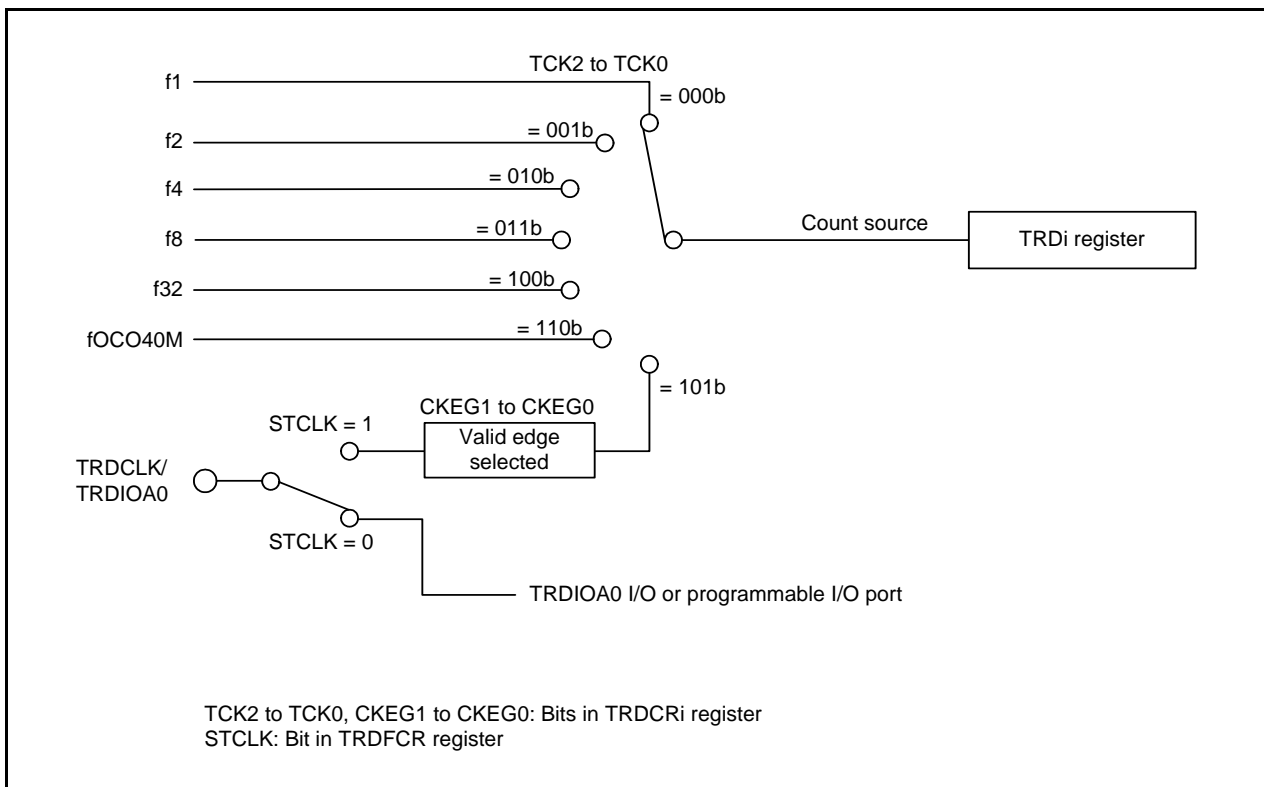 TCK2 to TCK0
f1
= 000b
f2
= 001b
f4
= 010b
f8
= 011b
Count source
TRDi register
f32
= 100b
fOCO40M
= 110b
= 101b
CKEG1 to CKEG0
STCLK = 1
Valid edge
selected
TRDCLK/
TRDIOA0
STCLK = 0
TRDIOA0 I/O or programmable I/O port
TCK2 to TCK0, CKEG1 to CKEG0: Bits in TRDCRi register
STCLK: Bit in TRDFCR register